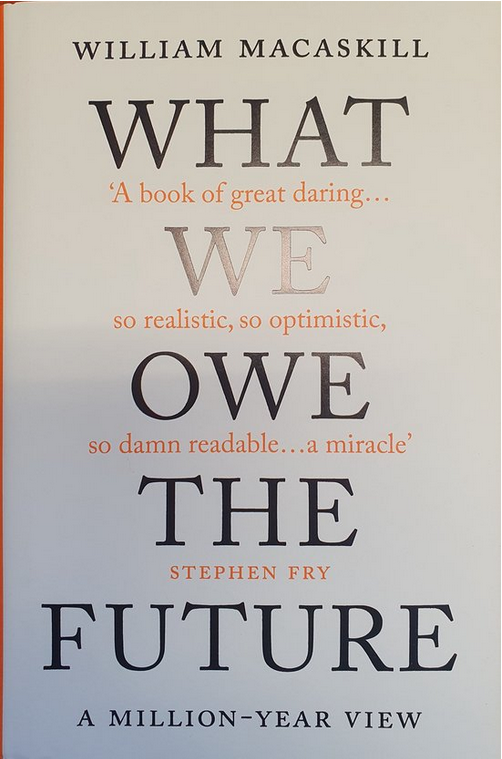 WILLIAM MACASKILL
WHAT
‘A book of great daring…
WE
so realistic, so optimistic,
OWE
so damn readable…a miracle’
THE
STEPHEN FRY
FUTURE
A MILLION-YEAR VIEW